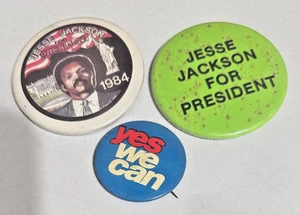 JESSE JACKSON
1984
JESSE
JACKSON
FOR
PRESIDENT
yes
we
can